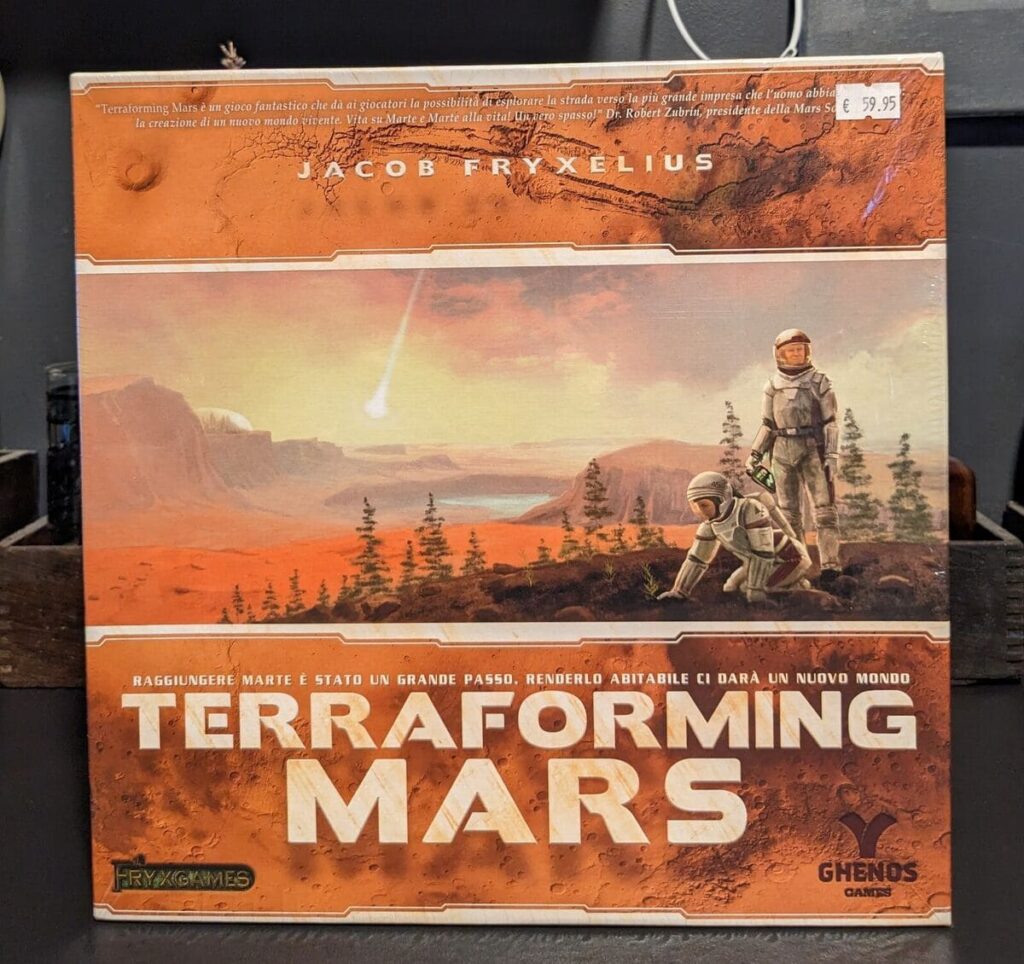 "Terraforming Mars è un gioco fantastico che dà ai giocatori la possibilità di esplorare la strada verso la più grande impresa che l'uomo abbia
€ 59.95
la creazione di un nuovo mondo vivente. Vita su Marte e Marte alla vita! Un vero spasso!" Dr. Robert Zubrin, presidente della Mars
JACOB FRYXELIUS
RAGGIUNGERE MARTE È STATO UN GRANDE PASSO. RENDERLO ABITABILE CI DARÀ UN NUOVO MONDO
TERRAFORMING
MARS
FRYXGAMES
GHENOS
GAMES